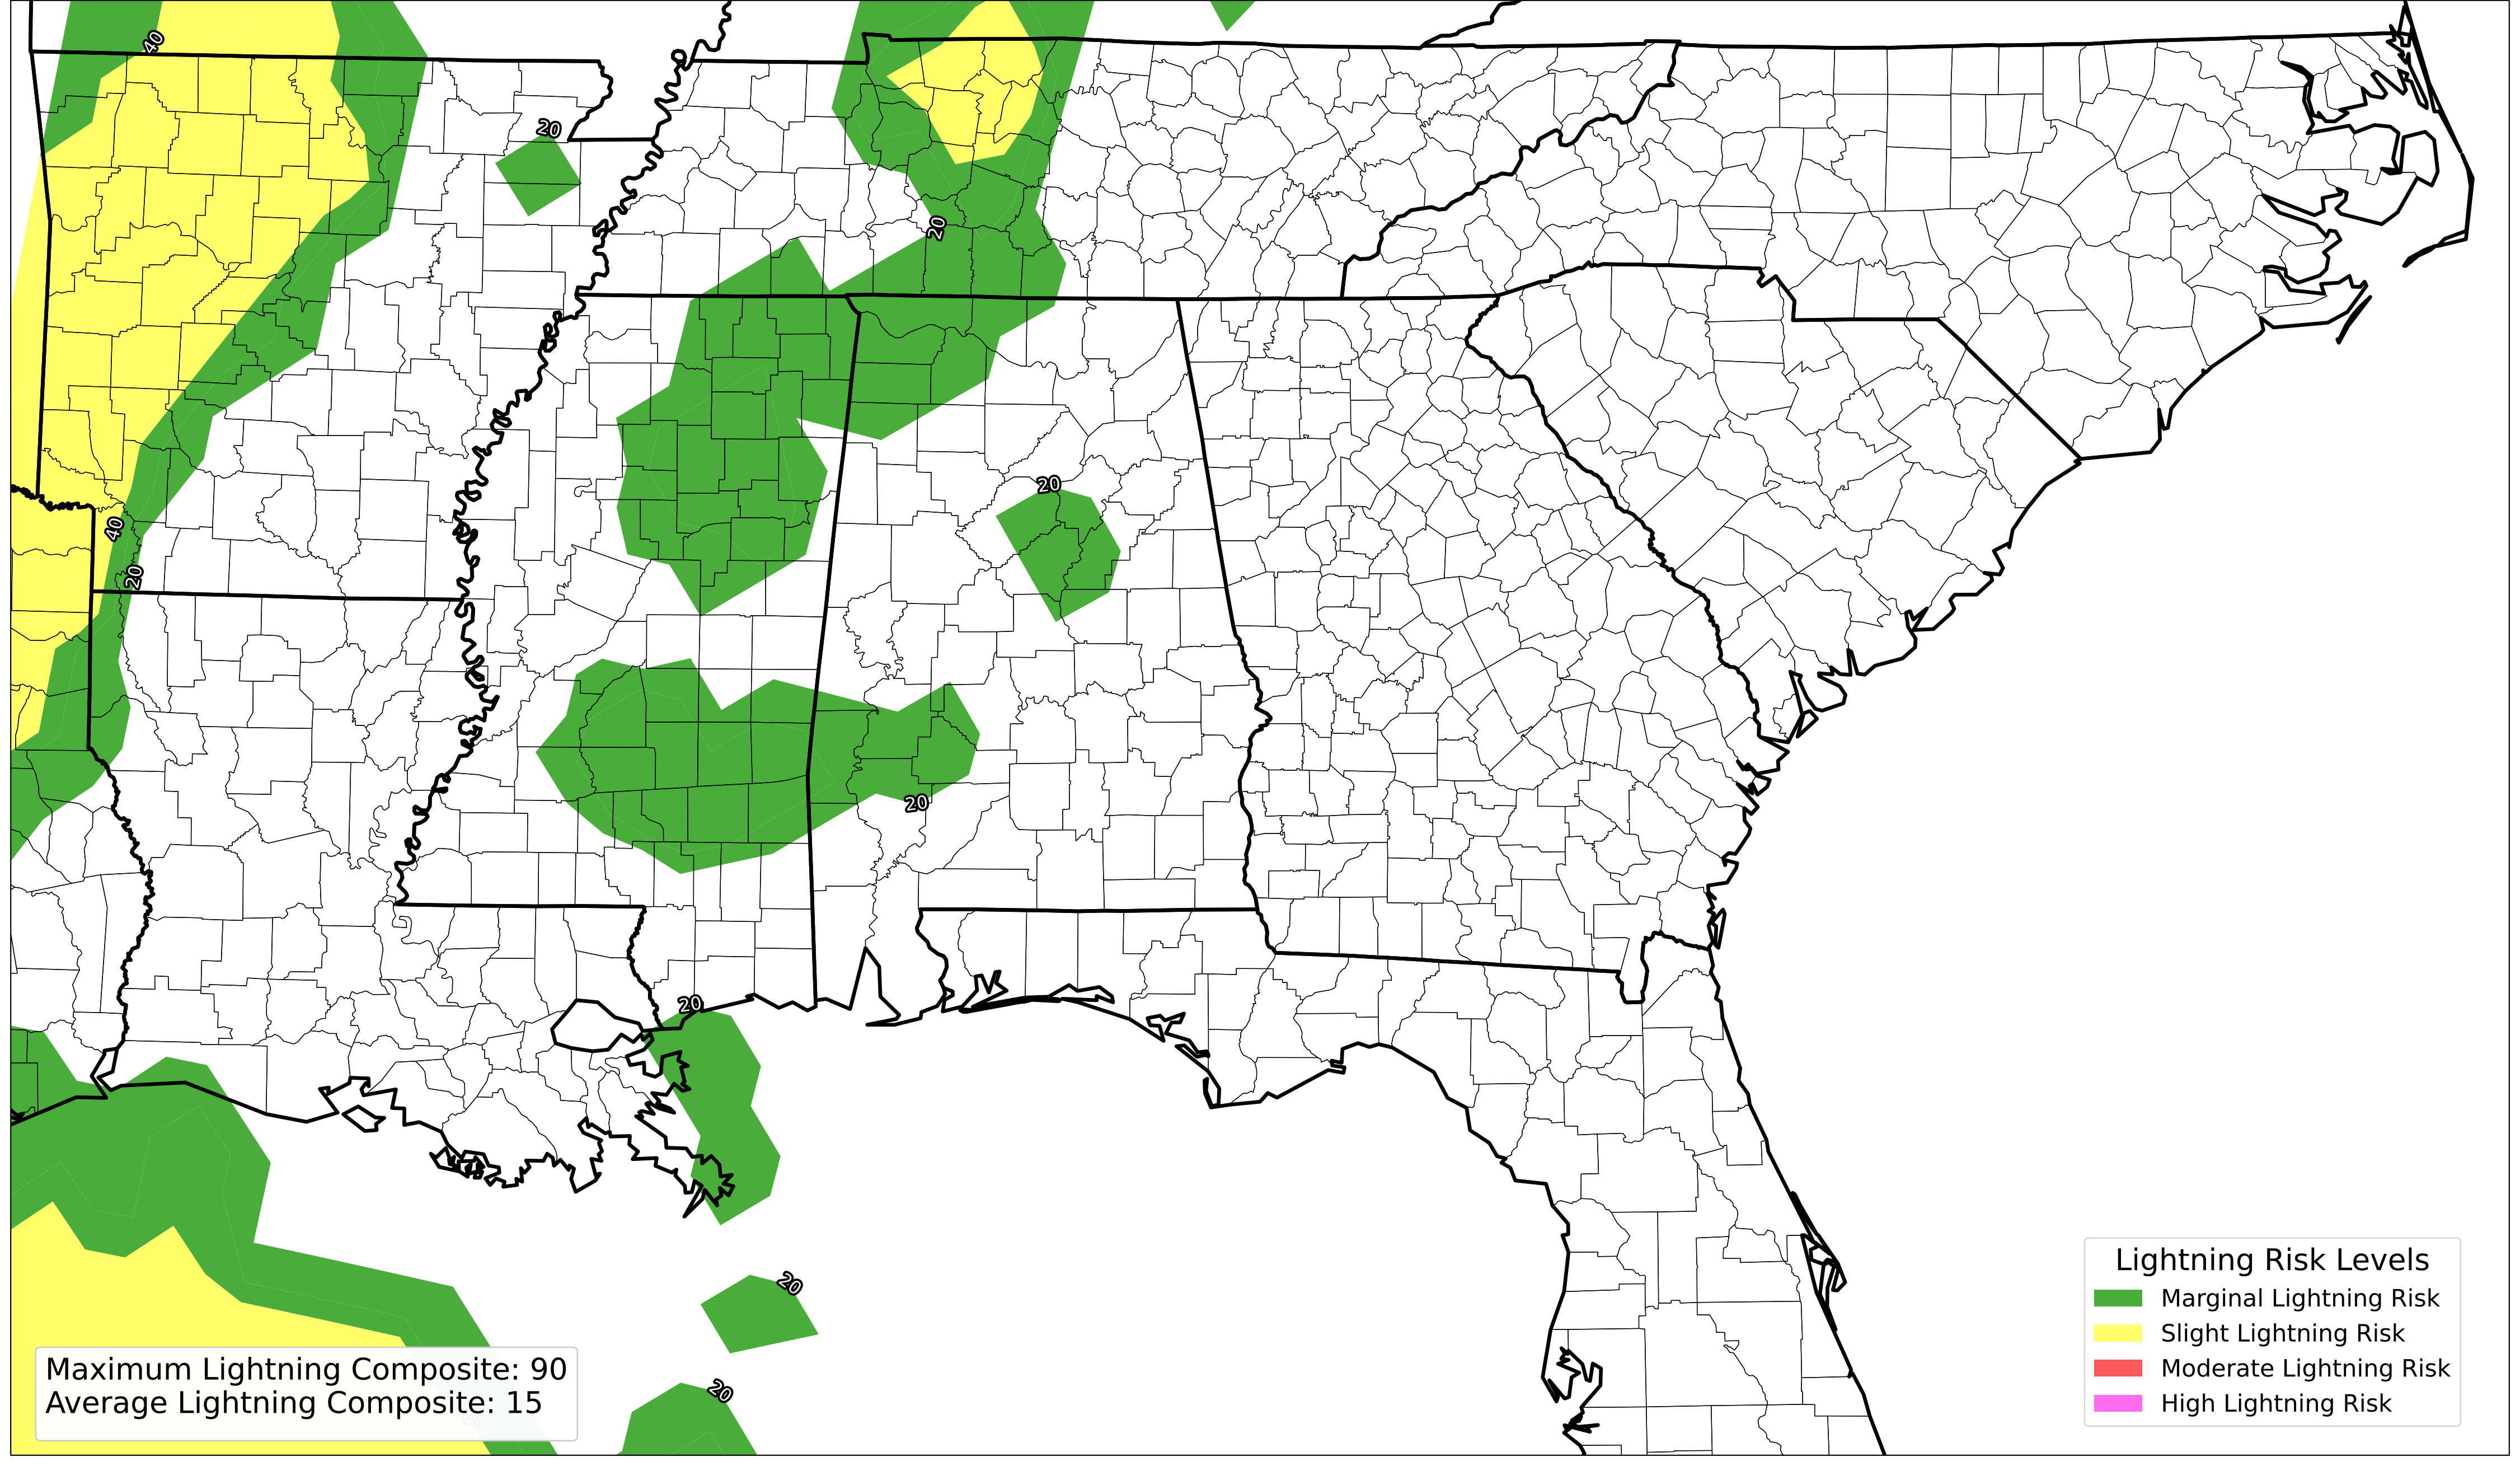 40
20
20
20
40
20
20
20
20
20
Lightning Risk Levels
Marginal Lightning Risk
Slight Lightning Risk
Moderate Lightning Risk
High Lightning Risk
Maximum Lightning Composite: 90
Average Lightning Composite: 15